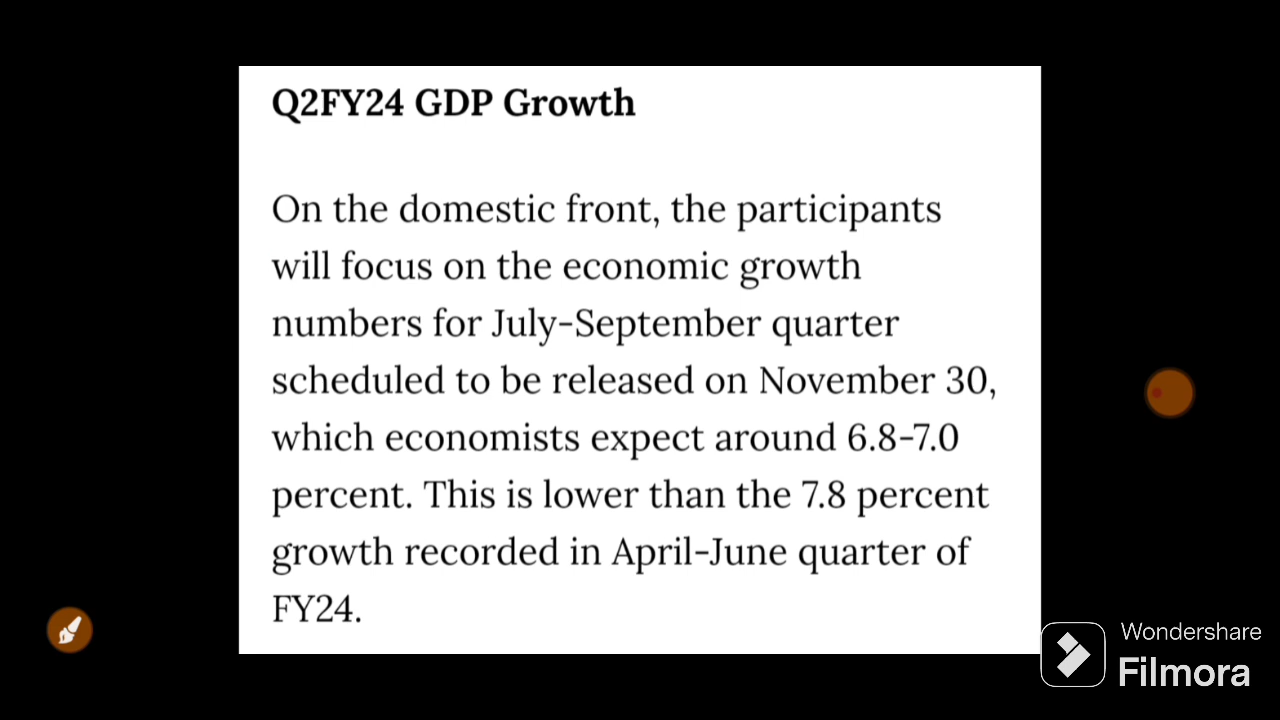 Q2FY24 GDP Growth
On the domestic front, the participants
will focus on the economic growth
numbers for July-September quarter
scheduled to be released on November 30,
which economists expect around 6.8-7.0
percent. This is lower than the 7.8 percent
growth recorded in April-June quarter of
FY24.
Wondershare
Filmora